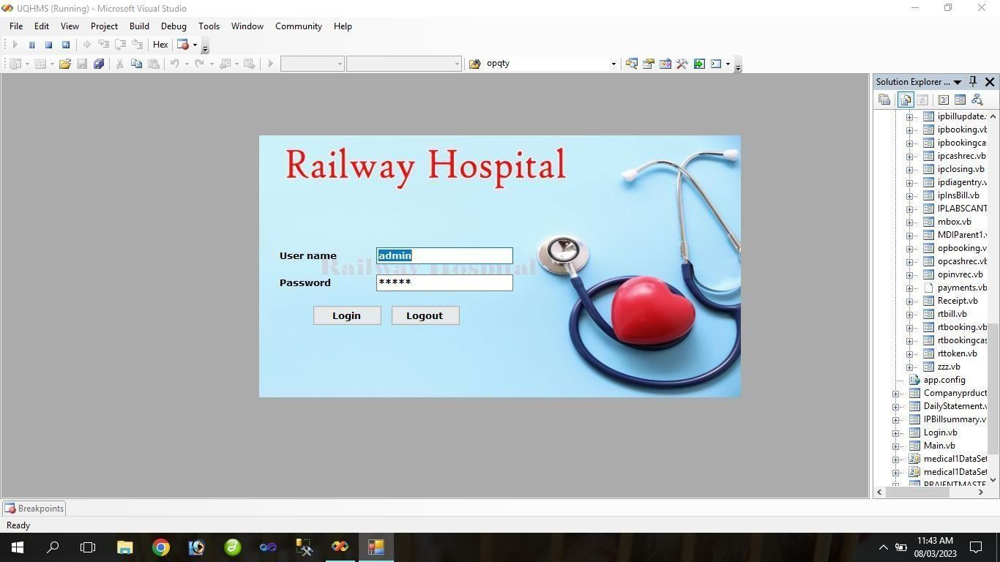 UQHMS (Running) - Microsoft Visual Studio
File Edit View Project Build Debug Tools Window Community Help
Hex
opqty
Solution Explorer ...
ipbillupdate.
ipbooking.vb
ipbookingca
ipcashrec.vb
ipclosing.vb
ipdiagentry.v
ipInsBill.vb
IPLABSCANT
mbox.vb
MDIParent1.v
opbooking.vb
opcashrec.vb
opinvrec.vb
payments.vb
Receipt.vb
rtbill.vb
rtbooking.vb
rtbookingcas
rttoken.vb
zzz.vb
app.config
Companyprduct
DailyStatement.v
IPBillsummary.v
Login.vb
Main.vb
medical1DataSet
medical1DataSet
PRAIENTMASTE
Railway Hospital
User name admin
Railway Hospital
Password *****
Login Logout
Breakpoints
Ready
11:43 AM
08/03/2023